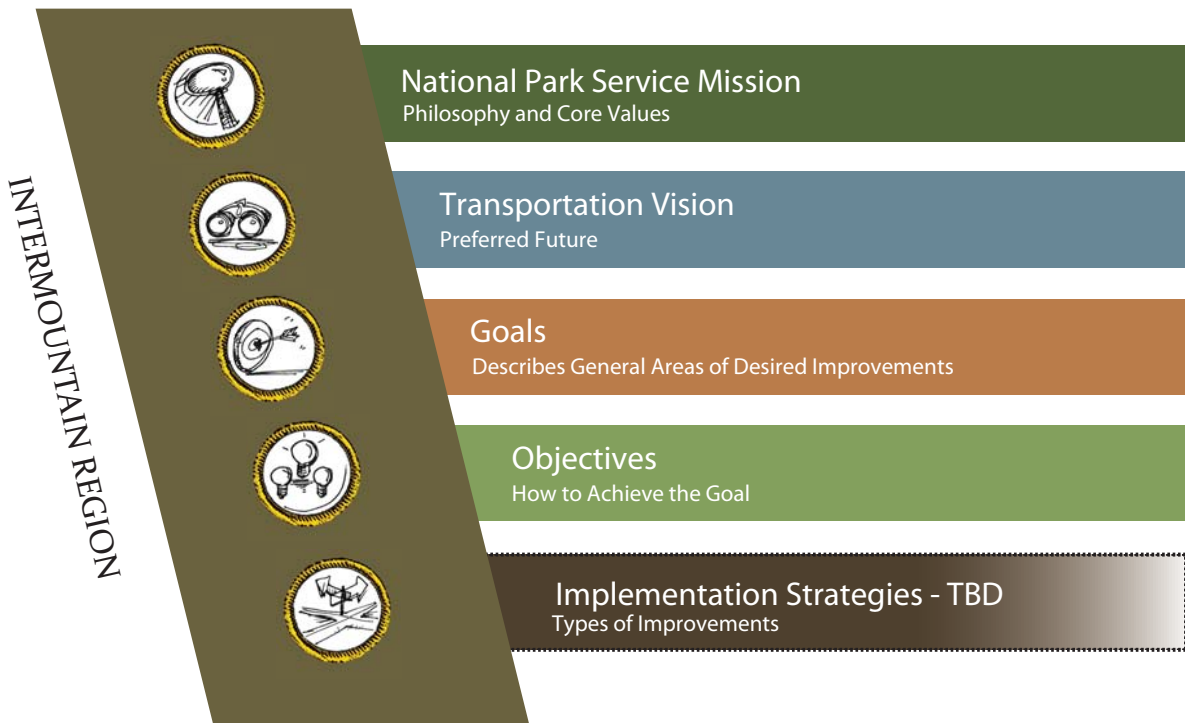 INTERMOUNTAIN REGION
National Park Service Mission
Philosophy and Core Values
Transportation Vision
Preferred Future
Goals
Describes General Areas of Desired Improvements
Objectives
How to Achieve the Goal
Implementation Strategies - TBD
Types of Improvements